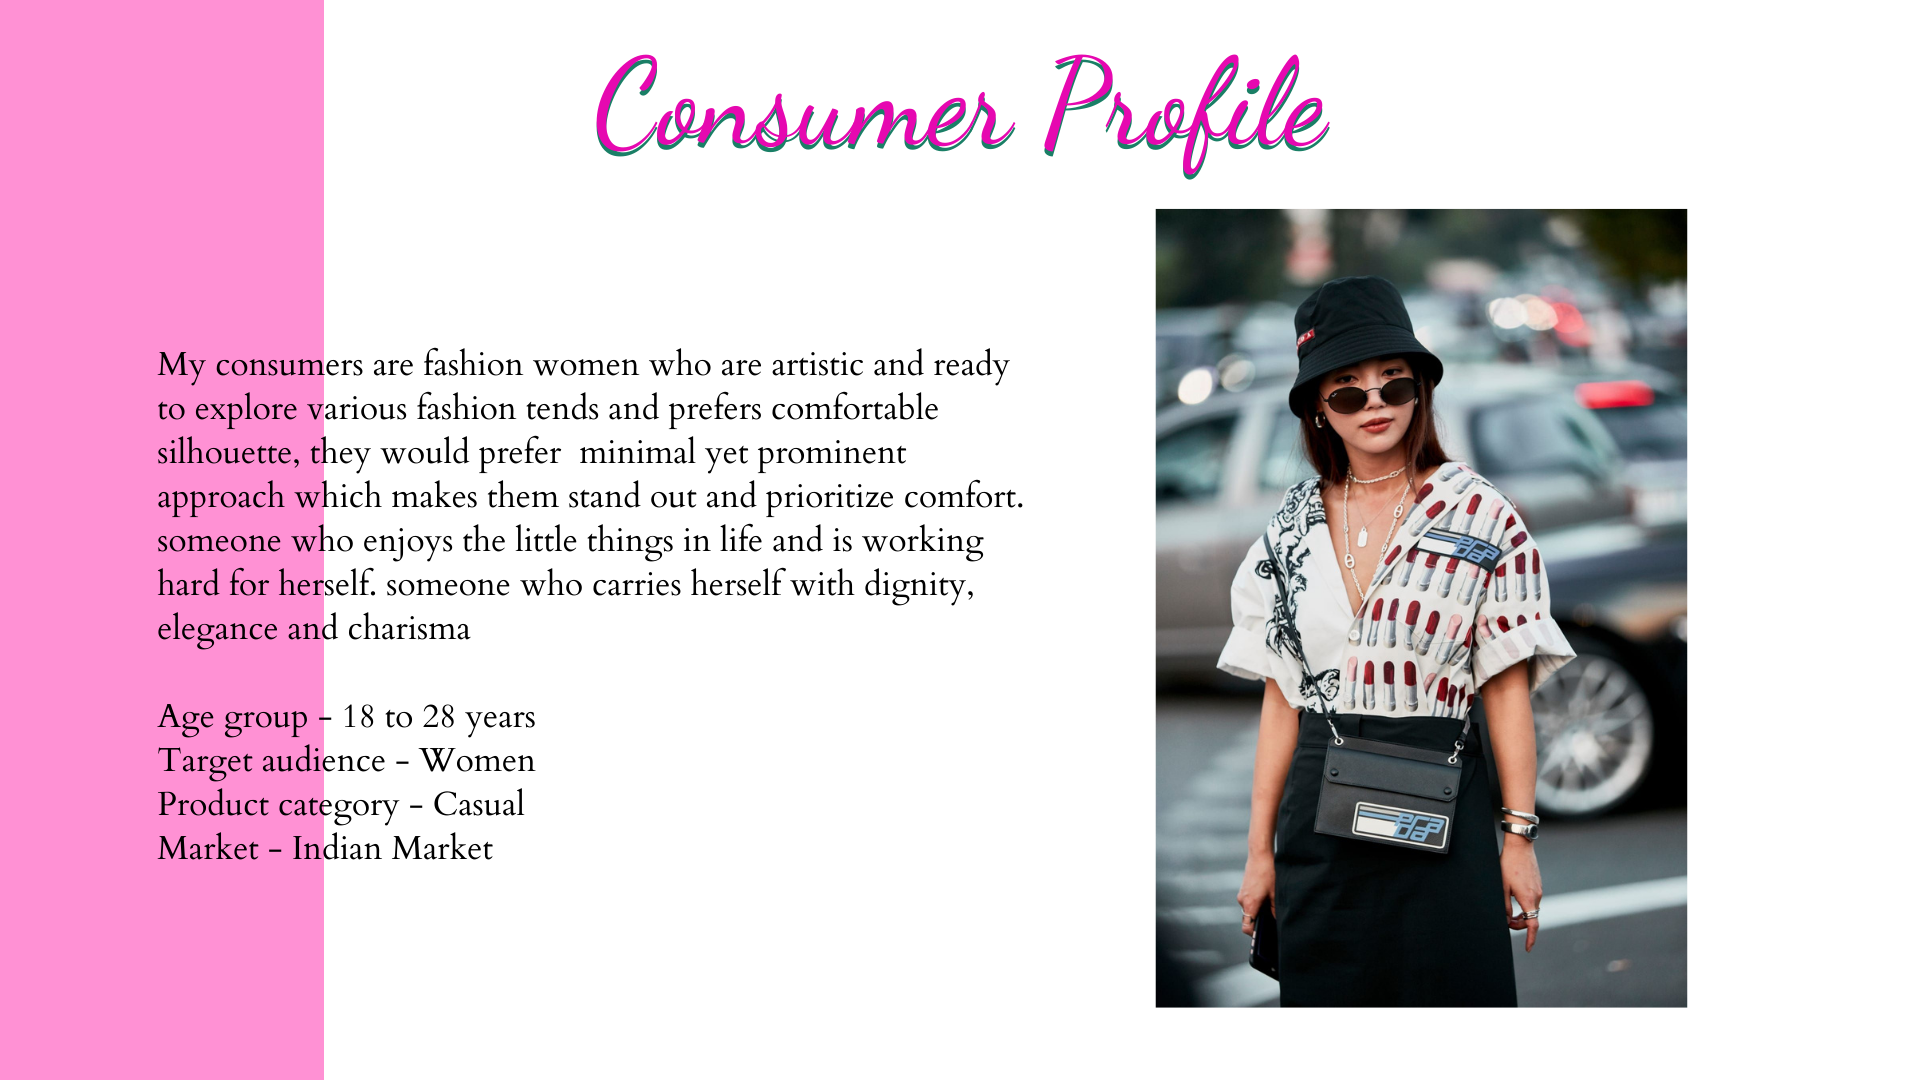 Consumer Profile
My consumers are fashion women who are artistic and ready
to explore various fashion tends and prefers comfortable
silhouette, they would prefer  minimal yet prominent
approach which makes them stand out and prioritize comfort.
someone who enjoys the little things in life and is working
hard for herself. someone who carries herself with dignity,
elegance and charisma
Age group - 18 to 28 years
Target audience - Women
Product category - Casual
Market - Indian Market
prada
prada